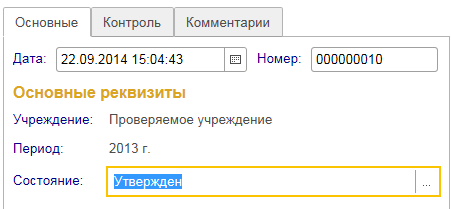 Основные Контроль Комментарии
Дата: 22.09.2014 15:04:43 Номер: 000000010
Основные реквизиты
Учреждение: Проверяемое учреждение
Период: 2013 г.
Состояние: Утвержден ...